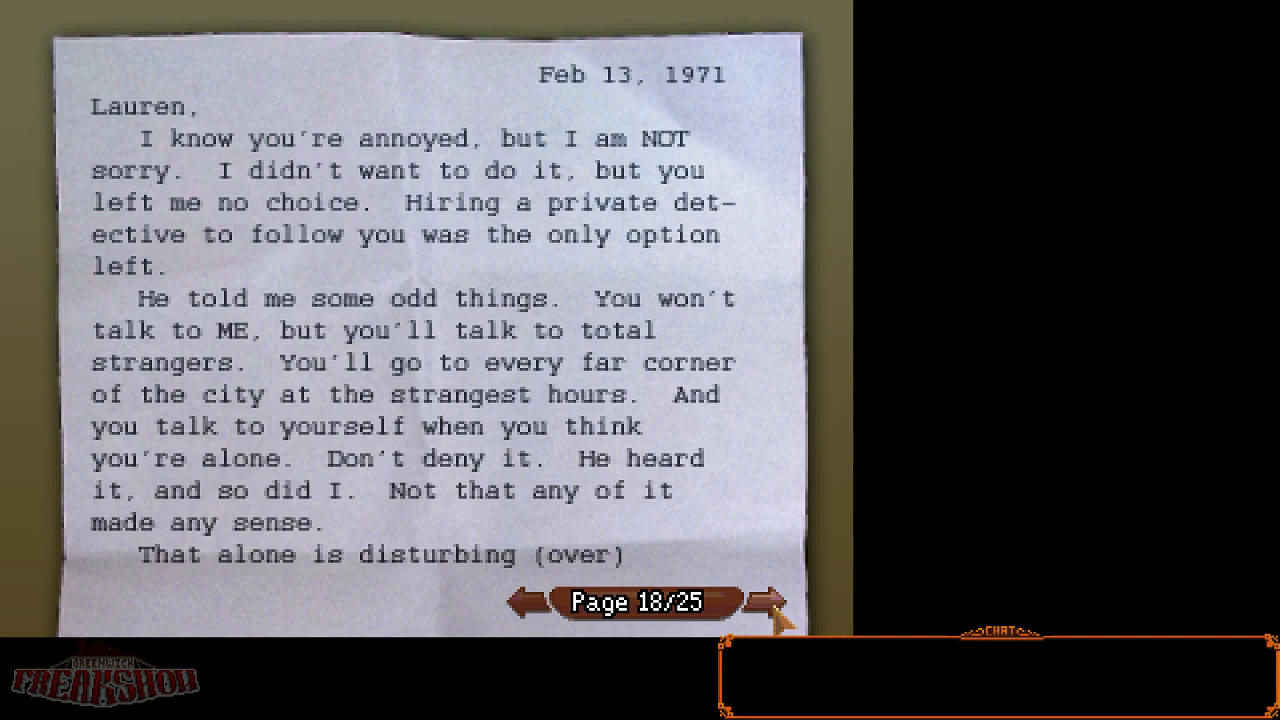 Feb 13, 1971
Lauren,
I know you're annoyed, but I am NOT
sorry. I didn't want to do it, but you
left me no choice. Hiring a private det-
ective to follow you was the only option
left.
He told me some odd things. You won't
talk to ME, but you'll talk to total
strangers. You'll go to every far corner
of the city at the strangest hours. And
you talk to yourself when you think
you're alone. Don't deny it. He heard
it, and so did I. Not that any of it
made any sense.
That alone is disturbing (over)
Page 18/25
CHAT
GREENWICH
FREAKSHOW